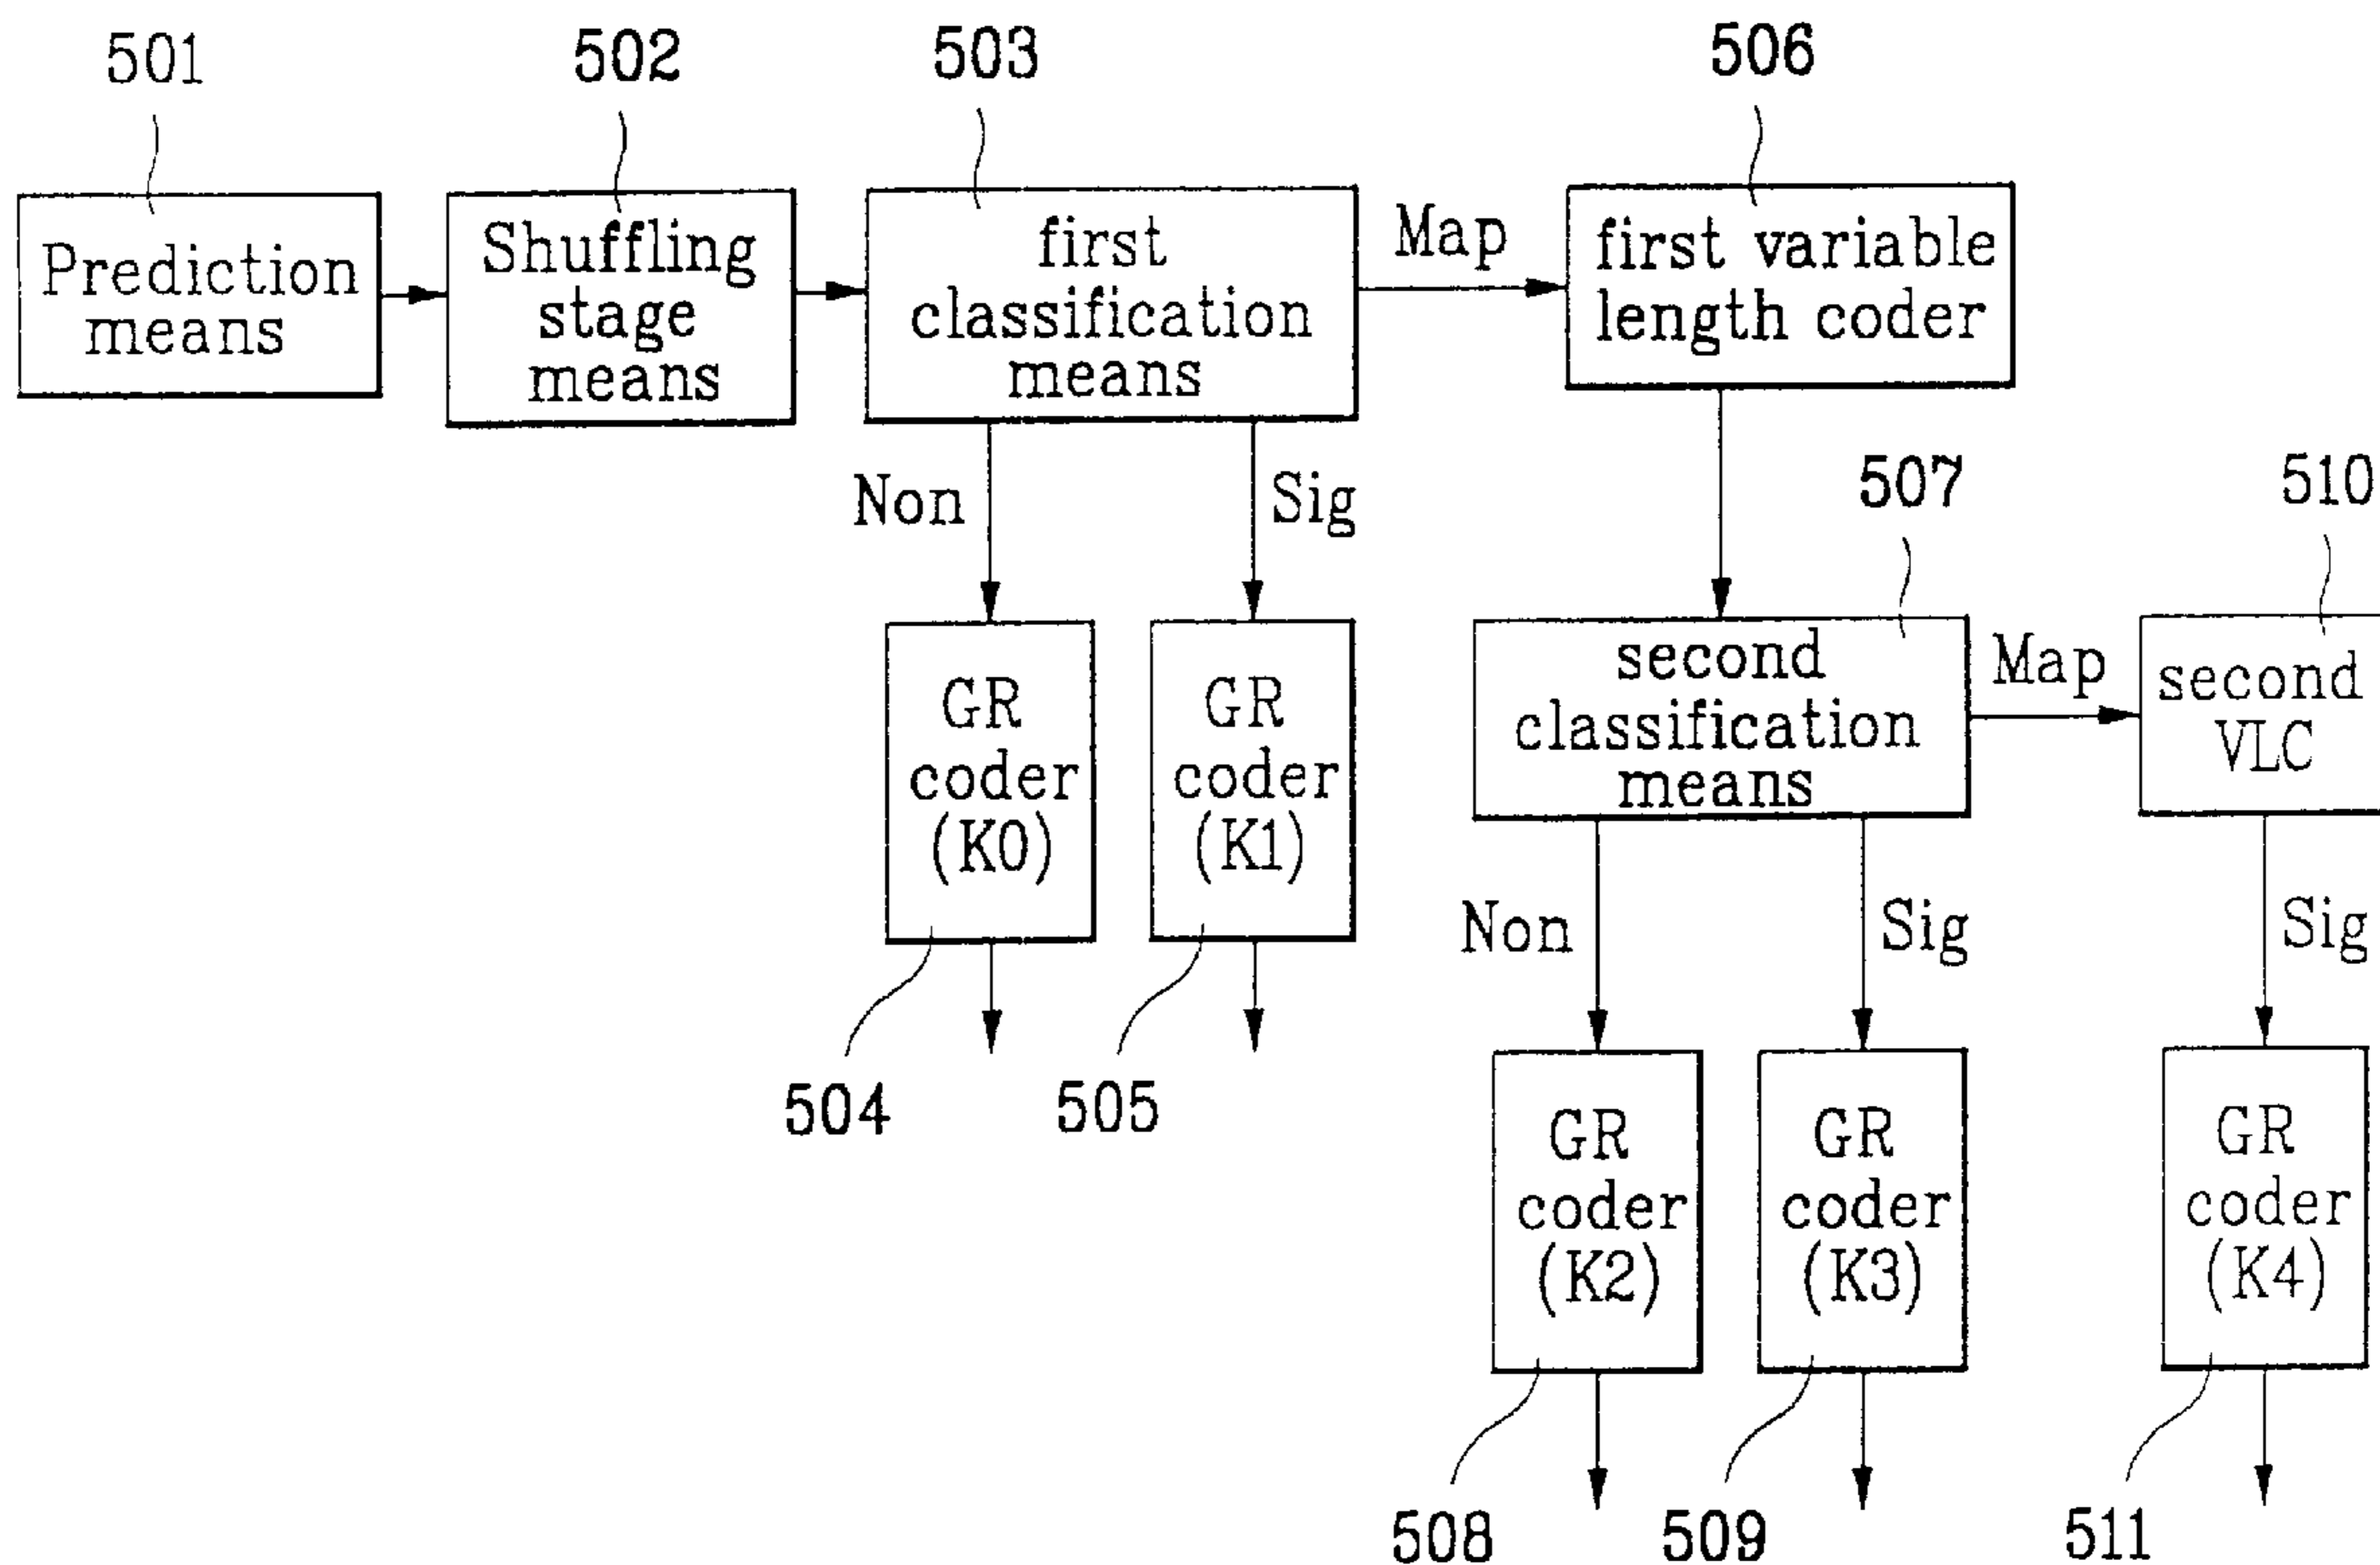 501
502
503
506
Prediction
means
Shuffling
stage
means
first
classification
means
Map
first variable
length coder
Non
Sig
507
510
GR
coder
(K0)
GR
coder
(K1)
second
classification
means
Map
second
VLC
504
505
Non
Sig
Sig
GR
coder
(K2)
GR
coder
(K3)
GR
coder
(K4)
508
509
511